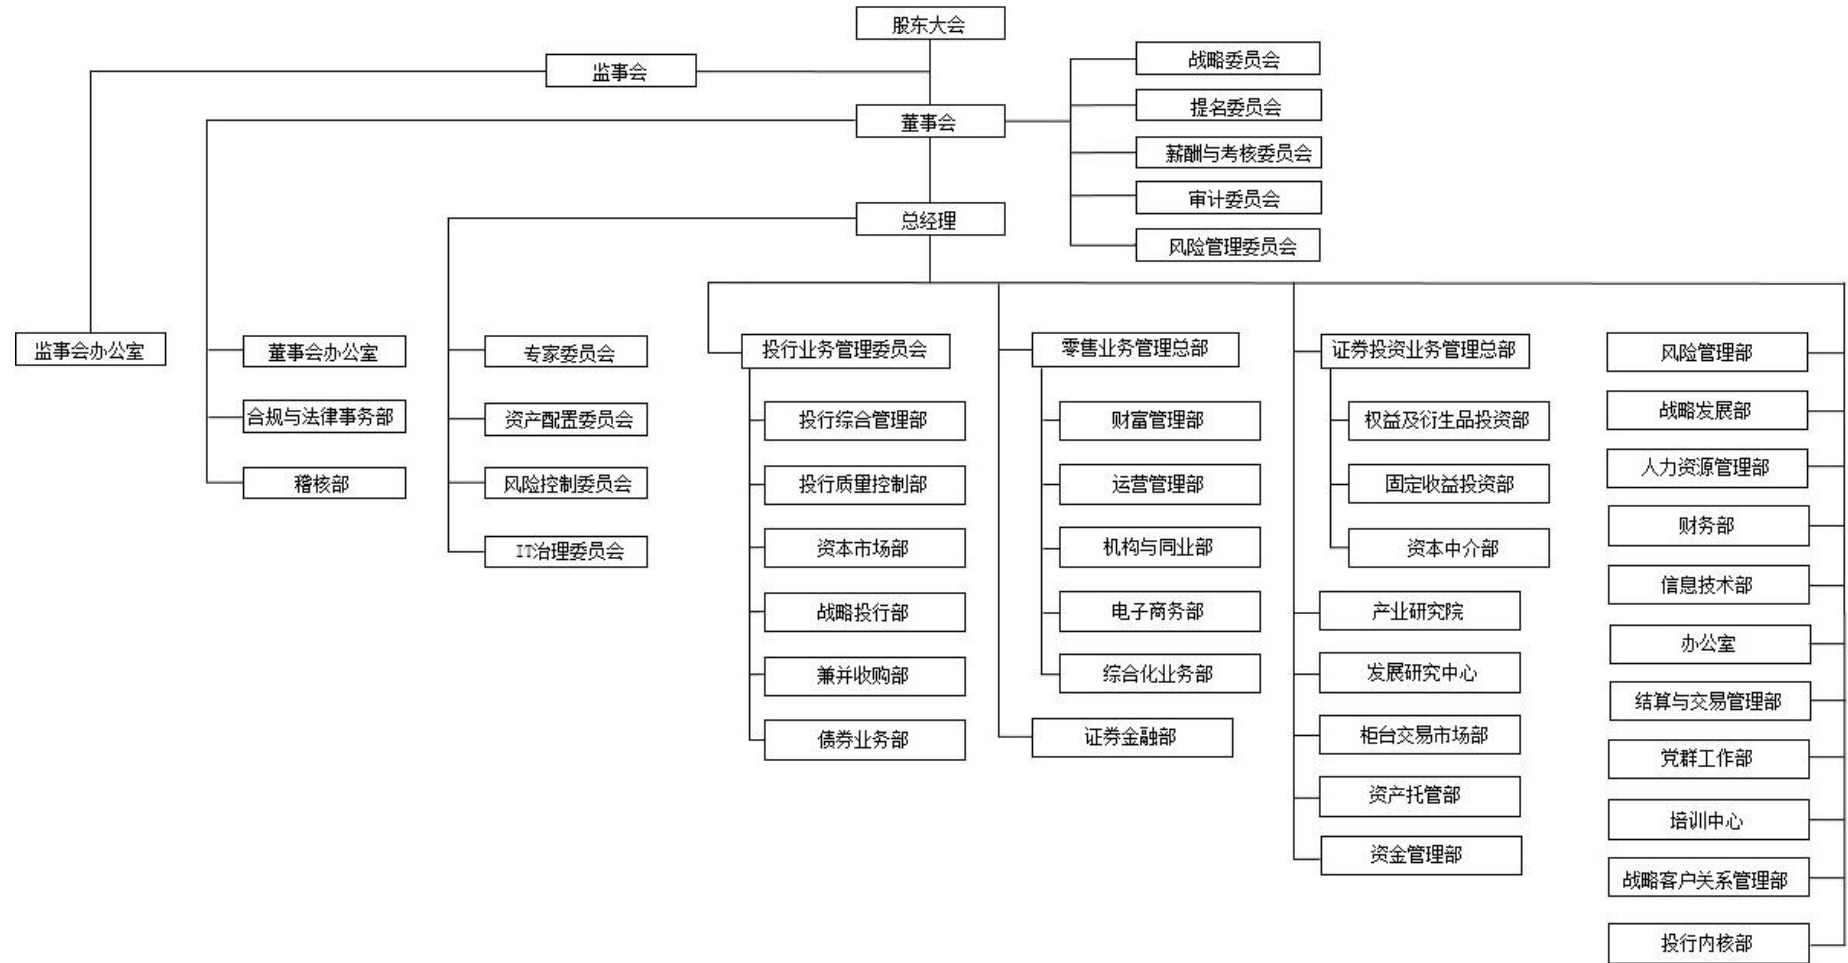 股东大会
监事会
战略委员会
提名委员会
董事会
薪酬与考核委员会
审计委员会
总经理
风险管理委员会
监事会办公室
董事会办公室
合规与法律事务部
稽核部
专家委员会
资产配置委员会
风险控制委员会
IT治理委员会
投行业务管理委员会
投行综合管理部
投行质量控制部
资本市场部
战略投行部
兼并收购部
债券业务部
零售业务管理总部
财富管理部
运营管理部
机构与同业部
电子商务部
综合化业务部
证券金融部
证券投资业务管理总部
权益及衍生品投资部
固定收益投资部
资本中介部
产业研究院
发展研究中心
柜台交易市场部
资产托管部
资金管理部
风险管理部
战略发展部
人力资源管理部
财务部
信息技术部
办公室
结算与交易管理部
党群工作部
培训中心
战略客户关系管理部
投行内核部